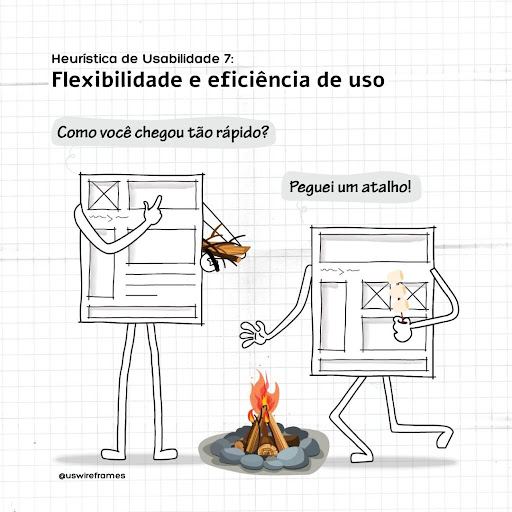 Heurística de Usabilidade 7:
Flexibilidade e eficiência de uso
Como você chegou tão rápido?
Peguei um atalho!
@uswireframes